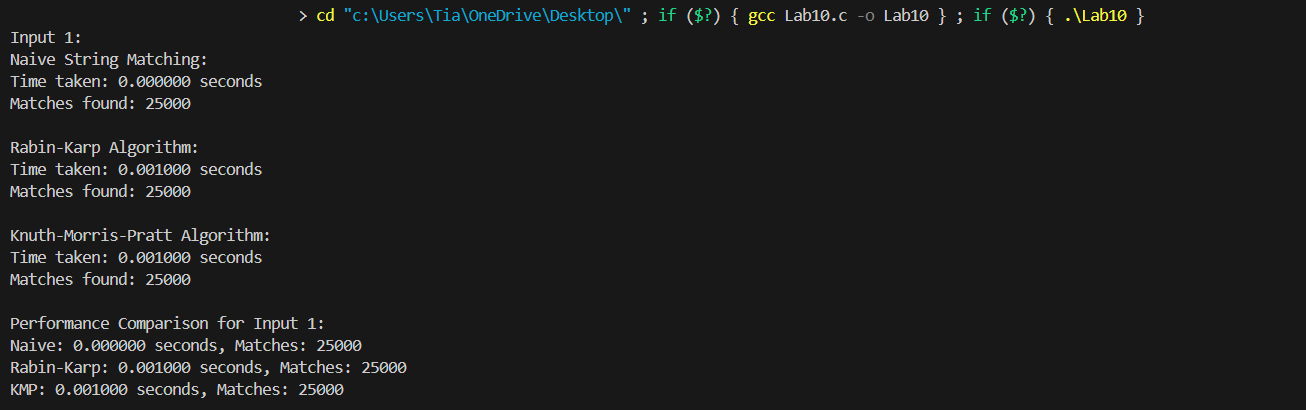 > cd "c:\Users\Tia\OneDrive\Desktop\" ; if ($?) { gcc Lab10.c -o Lab10 } ; if ($?) { .\Lab10 }
Input 1:
Naive String Matching:
Time taken: 0.000000 seconds
Matches found: 25000

Rabin-Karp Algorithm:
Time taken: 0.001000 seconds
Matches found: 25000

Knuth-Morris-Pratt Algorithm:
Time taken: 0.001000 seconds
Matches found: 25000

Performance Comparison for Input 1:
Naive: 0.000000 seconds, Matches: 25000
Rabin-Karp: 0.001000 seconds, Matches: 25000
KMP: 0.001000 seconds, Matches: 25000